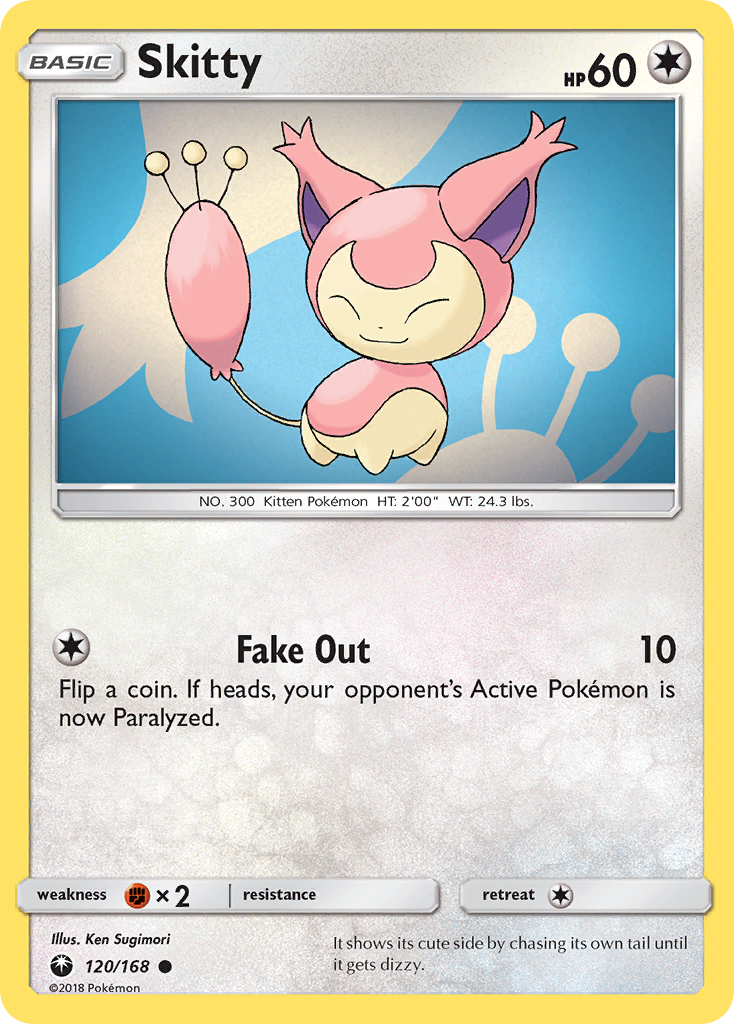 BASIC Skitty HP60
NO. 300 Kitten Pokémon HT: 2'00" WT: 24.3 lbs.
Fake Out 10
Flip a coin. If heads, your opponent's Active Pokémon is
now Paralyzed.
weakness ×2 resistance retreat
Illus. Ken Sugimori
120/168
©2018 Pokémon
It shows its cute side by chasing its own tail until
it gets dizzy.